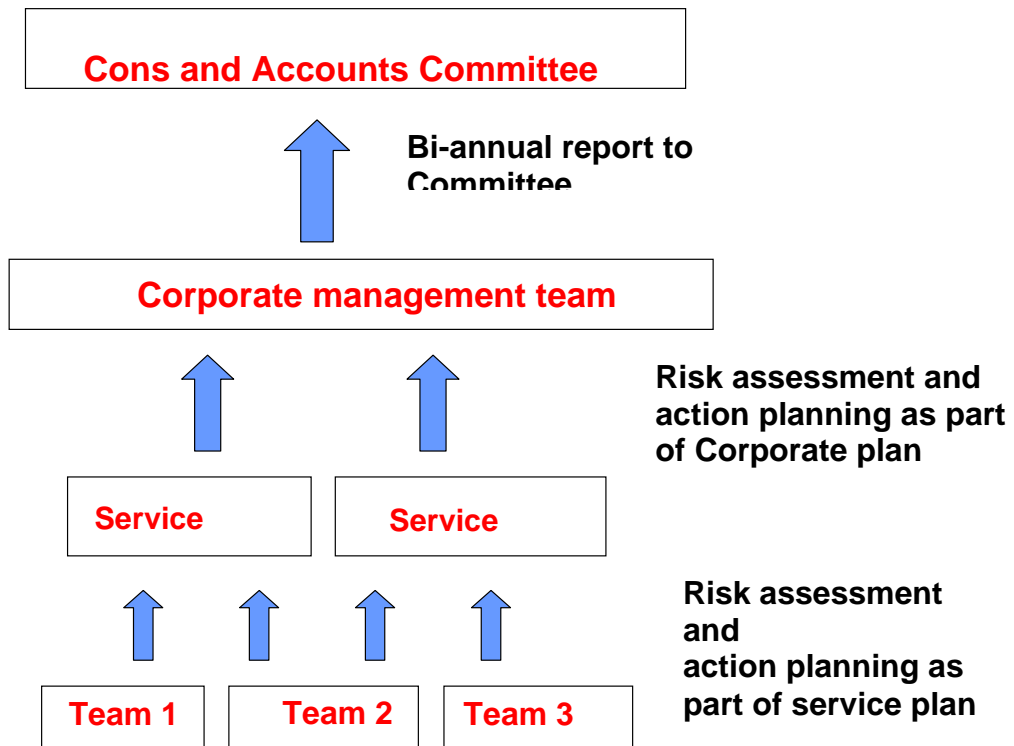 Cons and Accounts Committee
Bi-annual report to
Committee
Corporate management team
Risk assessment and
action planning as part
of Corporate plan
Service
Service
Risk assessment
and
action planning as
part of service plan
Team 1
Team 2
Team 3